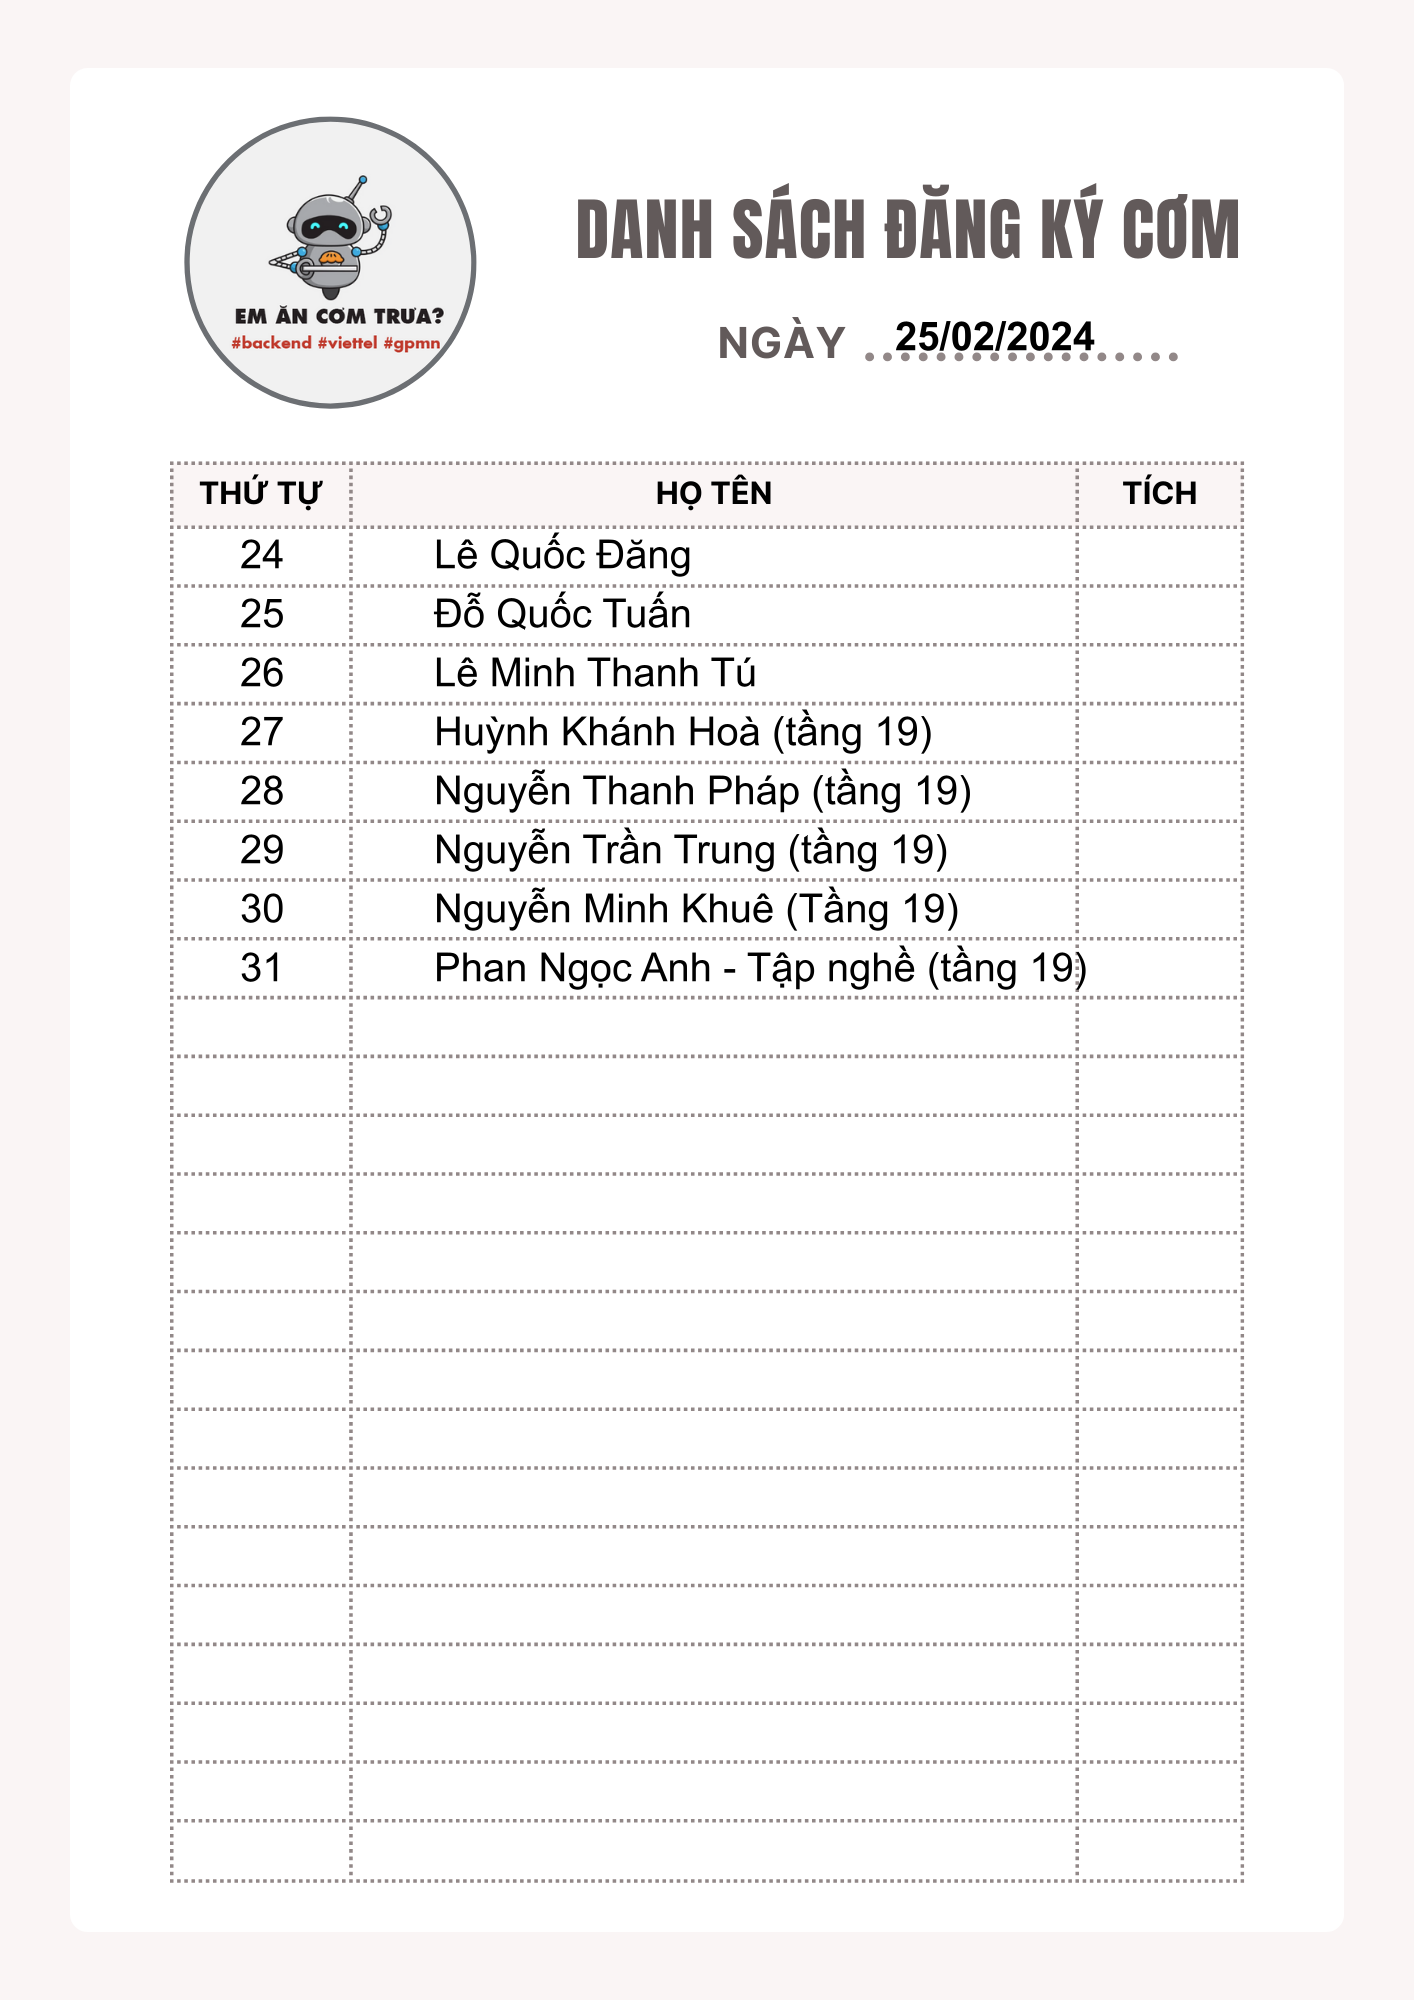 EM ĂN CƠM TRƯA?
#backend #viettel #gpmn
DANH SÁCH ĐĂNG KÝ CƠM
NGÀY 25/02/2024
THỨ TỰ HỌ TÊN TÍCH
24 Lê Quốc Đăng
25 Đỗ Quốc Tuấn
26 Lê Minh Thanh Tú
27 Huỳnh Khánh Hoà (tầng 19)
28 Nguyễn Thanh Pháp (tầng 19)
29 Nguyễn Trần Trung (tầng 19)
30 Nguyễn Minh Khuê (Tầng 19)
31 Phan Ngọc Anh - Tập nghề (tầng 19)